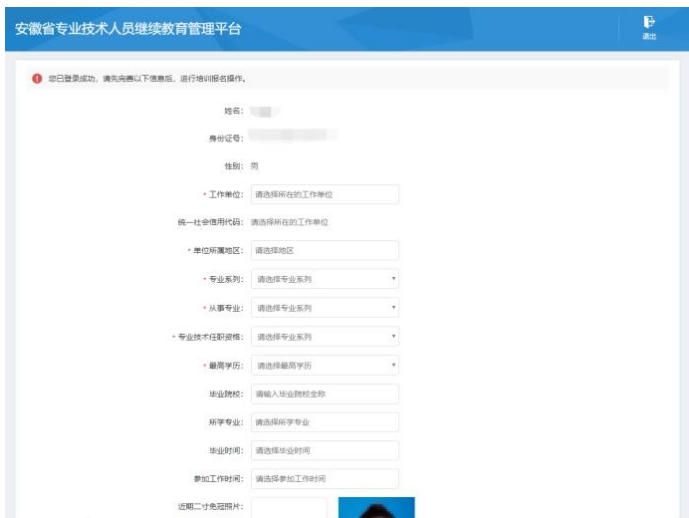 安徽省专业技术人员继续教育管理平台
退出
您已登录成功，请先完善以下信息后，进行培训报名操作。
姓名：
身份证号：
性别： 男
* 工作单位： 请选择所在的工作单位
统一社会信用代码： 请选择所在的工作单位
* 单位所属地区： 请选择地区
* 专业系列： 请选择专业系列
* 从事专业： 请选择专业系列
* 专业技术任职资格： 请选择专业系列
* 最高学历： 请选择最高学历
毕业院校： 请输入毕业院校全称
所学专业： 请选择所学专业
毕业时间： 请选择毕业时间
参加工作时间： 请选择参加工作时间
近期二寸免冠照片：